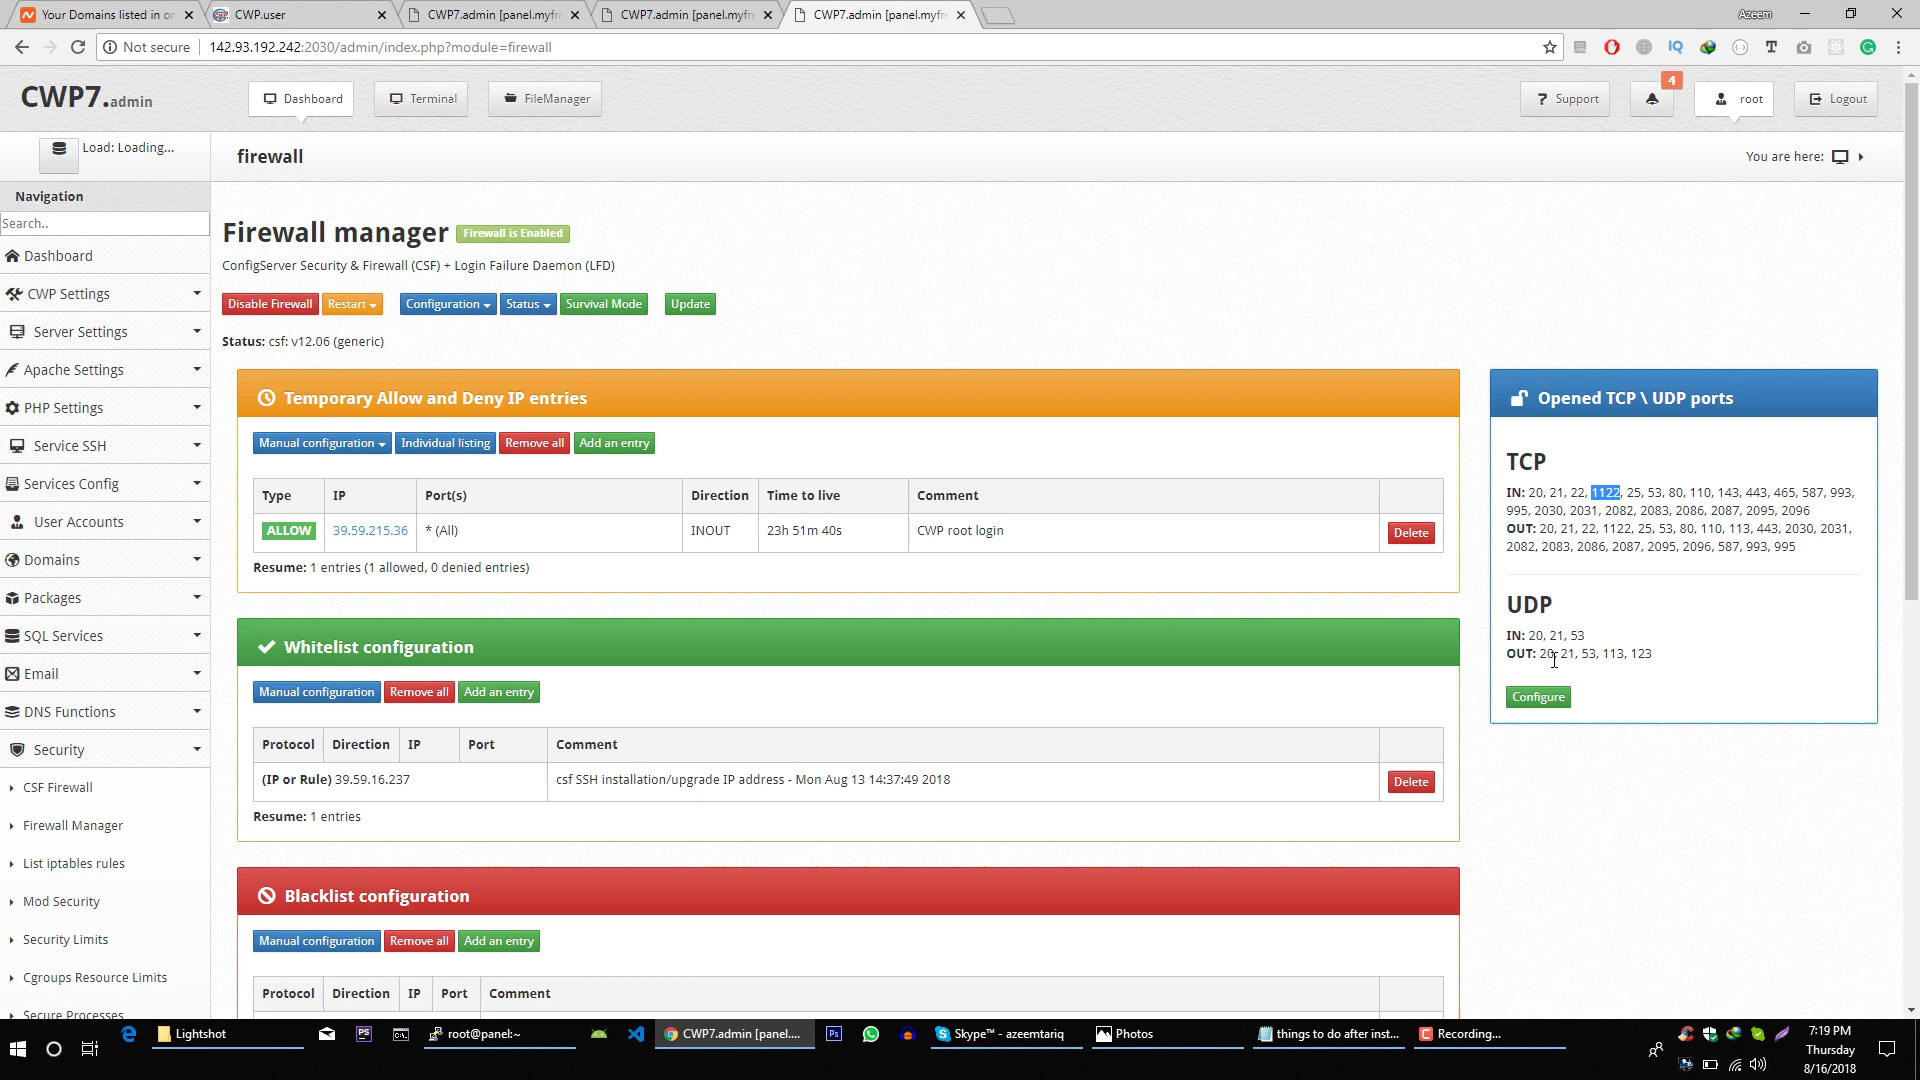 Your Domains listed in on
CWP.user
CWP7.admin [panel.myfre
CWP7.admin [panel.myfre
CWP7.admin [panel.myfre
Azeem
Not secure
142.93.192.242:2030/admin/index.php?module=firewall
CWP7.admin
Dashboard
Terminal
FileManager
Support
4
root
Logout
Load: Loading...
firewall
You are here:
Navigation
Search..
Dashboard
CWP Settings
Server Settings
Apache Settings
PHP Settings
Service SSH
Services Config
User Accounts
Domains
Packages
SQL Services
Email
DNS Functions
Security
CSF Firewall
Firewall Manager
List iptables rules
Mod Security
Security Limits
Cgroups Resource Limits
Secure Processes
Firewall manager Firewall is Enabled
ConfigServer Security & Firewall (CSF) + Login Failure Daemon (LFD)
Disable Firewall Restart Configuration Status Survival Mode Update
Status: csf: v12.06 (generic)
Temporary Allow and Deny IP entries
Manual configuration Individual listing Remove all Add an entry
Type IP Port(s) Direction Time to live Comment
ALLOW 39.59.215.36 * (All) INOUT 23h 51m 40s CWP root login Delete
Resume: 1 entries (1 allowed, 0 denied entries)
Whitelist configuration
Manual configuration Remove all Add an entry
Protocol Direction IP Port Comment
(IP or Rule) 39.59.16.237 csf SSH installation/upgrade IP address - Mon Aug 13 14:37:49 2018 Delete
Resume: 1 entries
Blacklist configuration
Manual configuration Remove all Add an entry
Protocol Direction IP Port Comment
Opened TCP \ UDP ports
TCP
IN: 20, 21, 22, 1122, 25, 53, 80, 110, 143, 443, 465, 587, 993,
995, 2030, 2031, 2082, 2083, 2086, 2087, 2095, 2096
OUT: 20, 21, 22, 1122, 25, 53, 80, 110, 113, 443, 2030, 2031,
2082, 2083, 2086, 2087, 2095, 2096, 587, 993, 995
UDP
IN: 20, 21, 53
OUT: 20, 21, 53, 113, 123
Configure
Lightshot
root@panel:~
CWP7.admin [panel....
Skype™ - azeemtariq
Photos
things to do after inst...
Recording...
7:19 PM
Thursday
8/16/2018